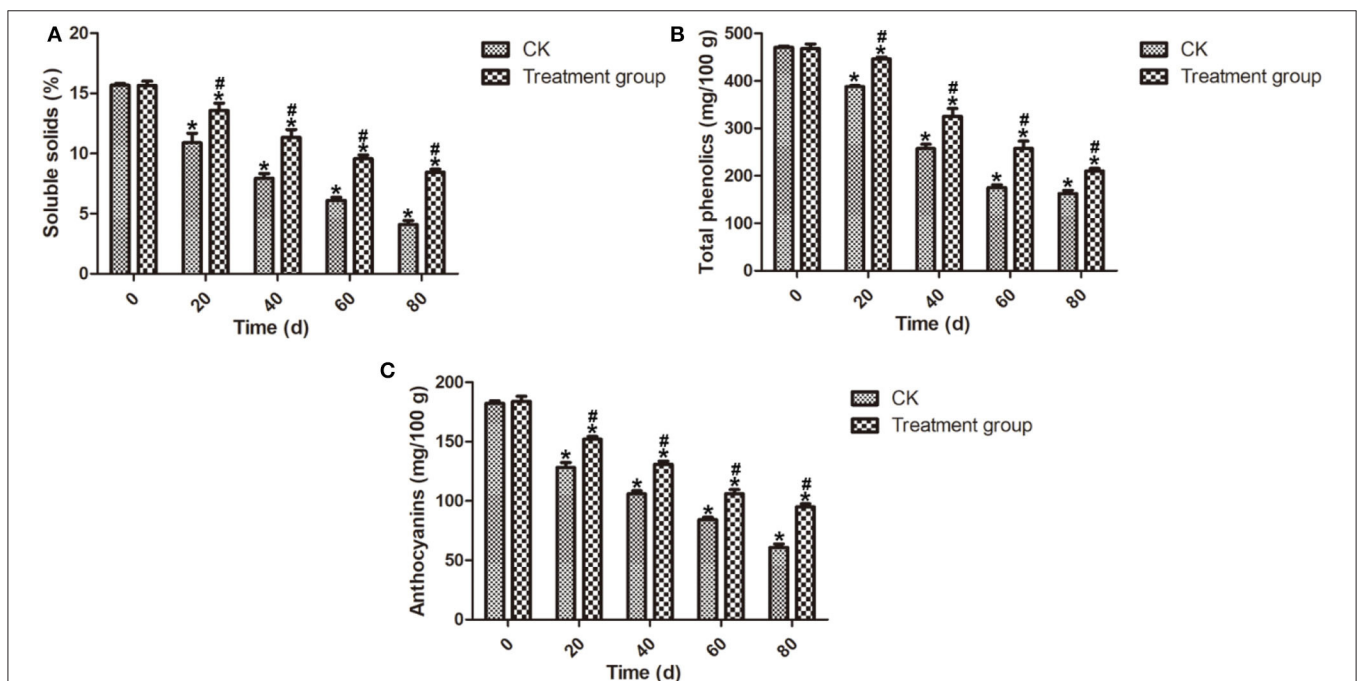 A
Soluble solids (%)
20
15
10
5
0
* #
* * #
* * #
* * #
* 
0 20 40 60 80
Time (d)
CK
Treatment group
B
Total phenolics (mg/100 g)
500
400
300
200
100
0
#
* *
#
* *
#
* *
#
* *
0 20 40 60 80
Time (d)
CK
Treatment group
C
Anthocyanins (mg/100 g)
200
150
100
50
0
#
* *
#
* *
#
* *
#
* *
0 20 40 60 80
Time (d)
CK
Treatment group